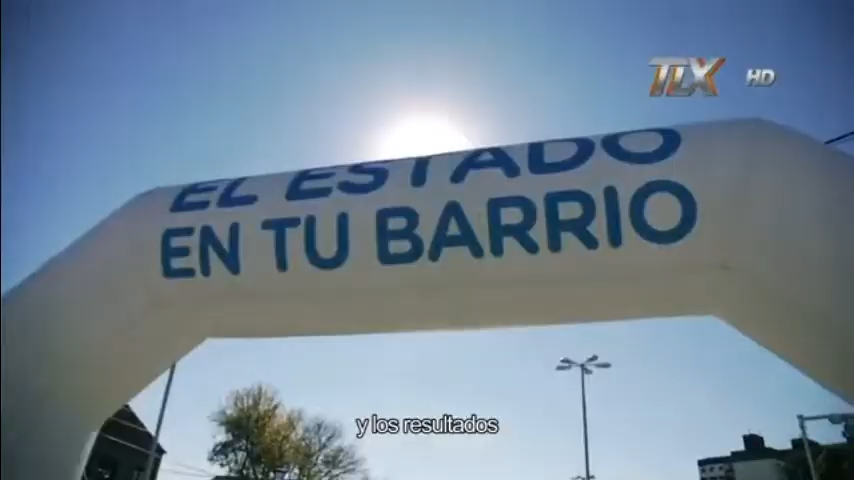 TLX HD
EL ESTADO
EN TU BARRIO
y los resultados